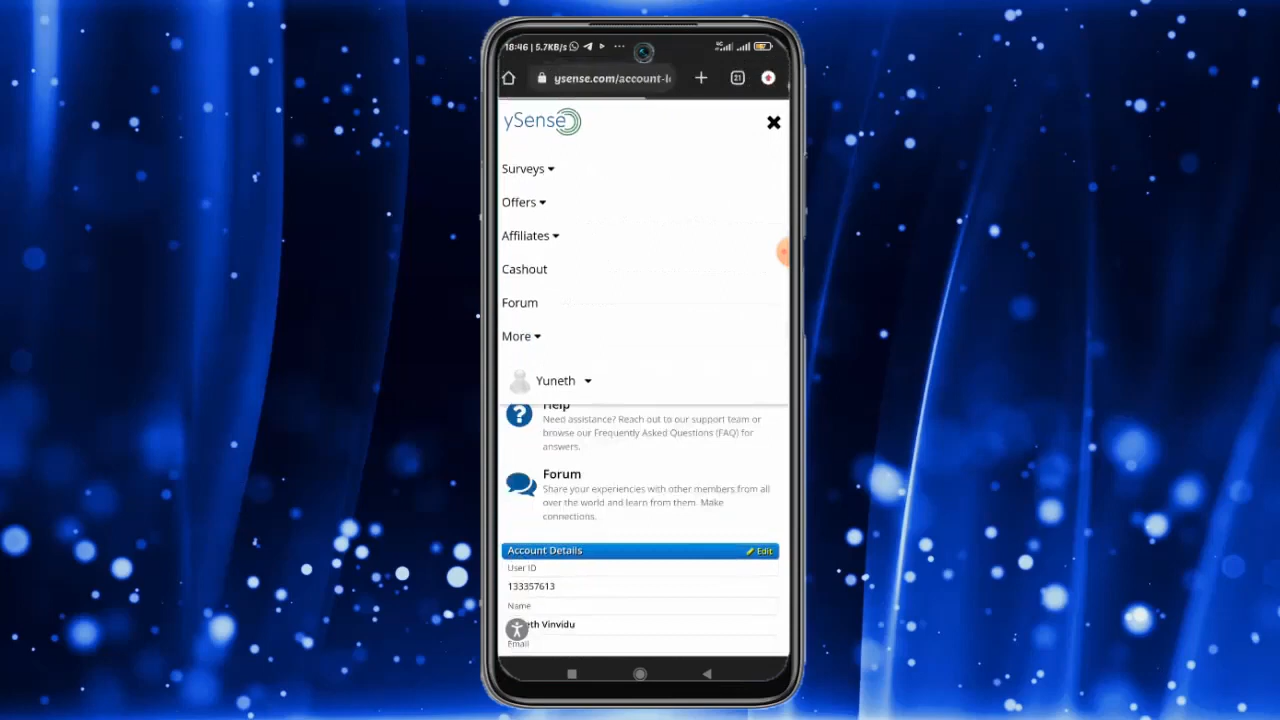 18:46 | 5.7KB/s
ysense.com/account-l
21
ySense
Surveys
Offers
Affiliates
Cashout
Forum
More
Yuneth
Help
Need assistance? Reach out to our support team or
browse our Frequently Asked Questions (FAQ) for
answers.
Forum
Share your experiencies with other members from all
over the world and learn from them. Make
connections.
Account Details
Edit
User ID
133357613
Name
eth Vinvidu
Email